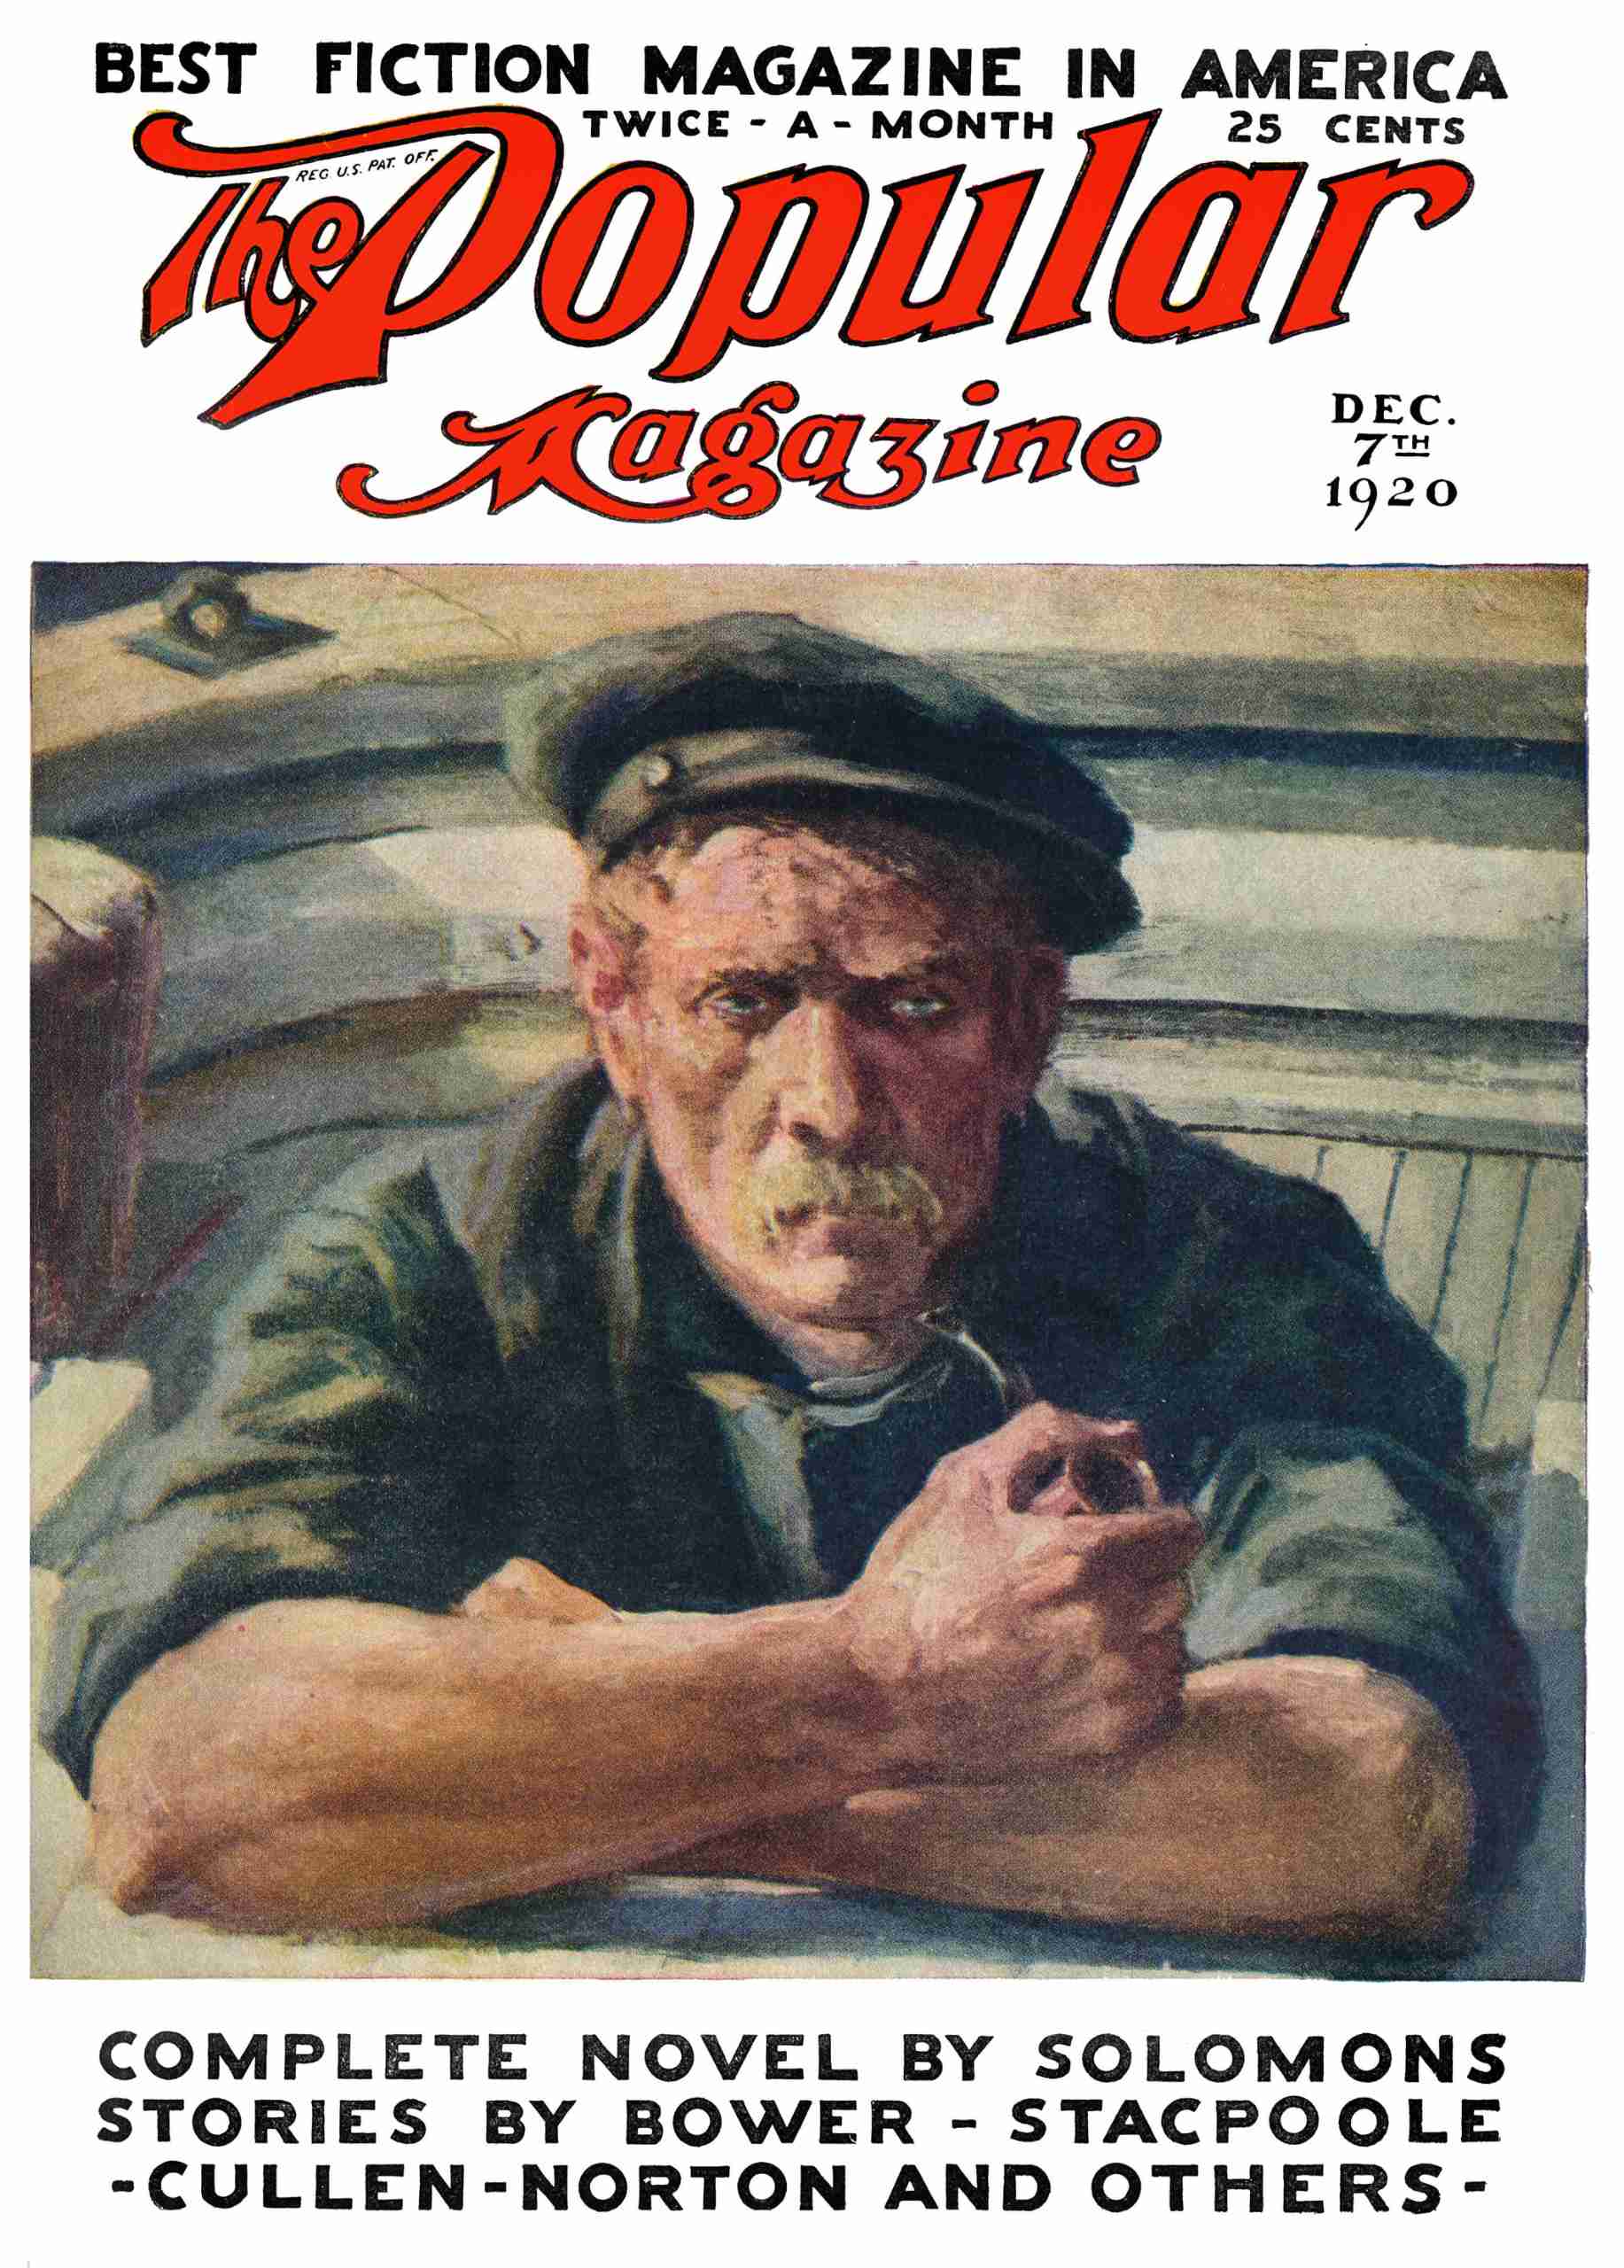 BEST FICTION MAGAZINE IN AMERICA
TWICE - A - MONTH 25 CENTS
REG. U.S. PAT. OFF.
The Popular
Magazine
DEC.
7TH
1920
COMPLETE NOVEL BY SOLOMONS
STORIES BY BOWER - STACPOOLE
-CULLEN-NORTON AND OTHERS-